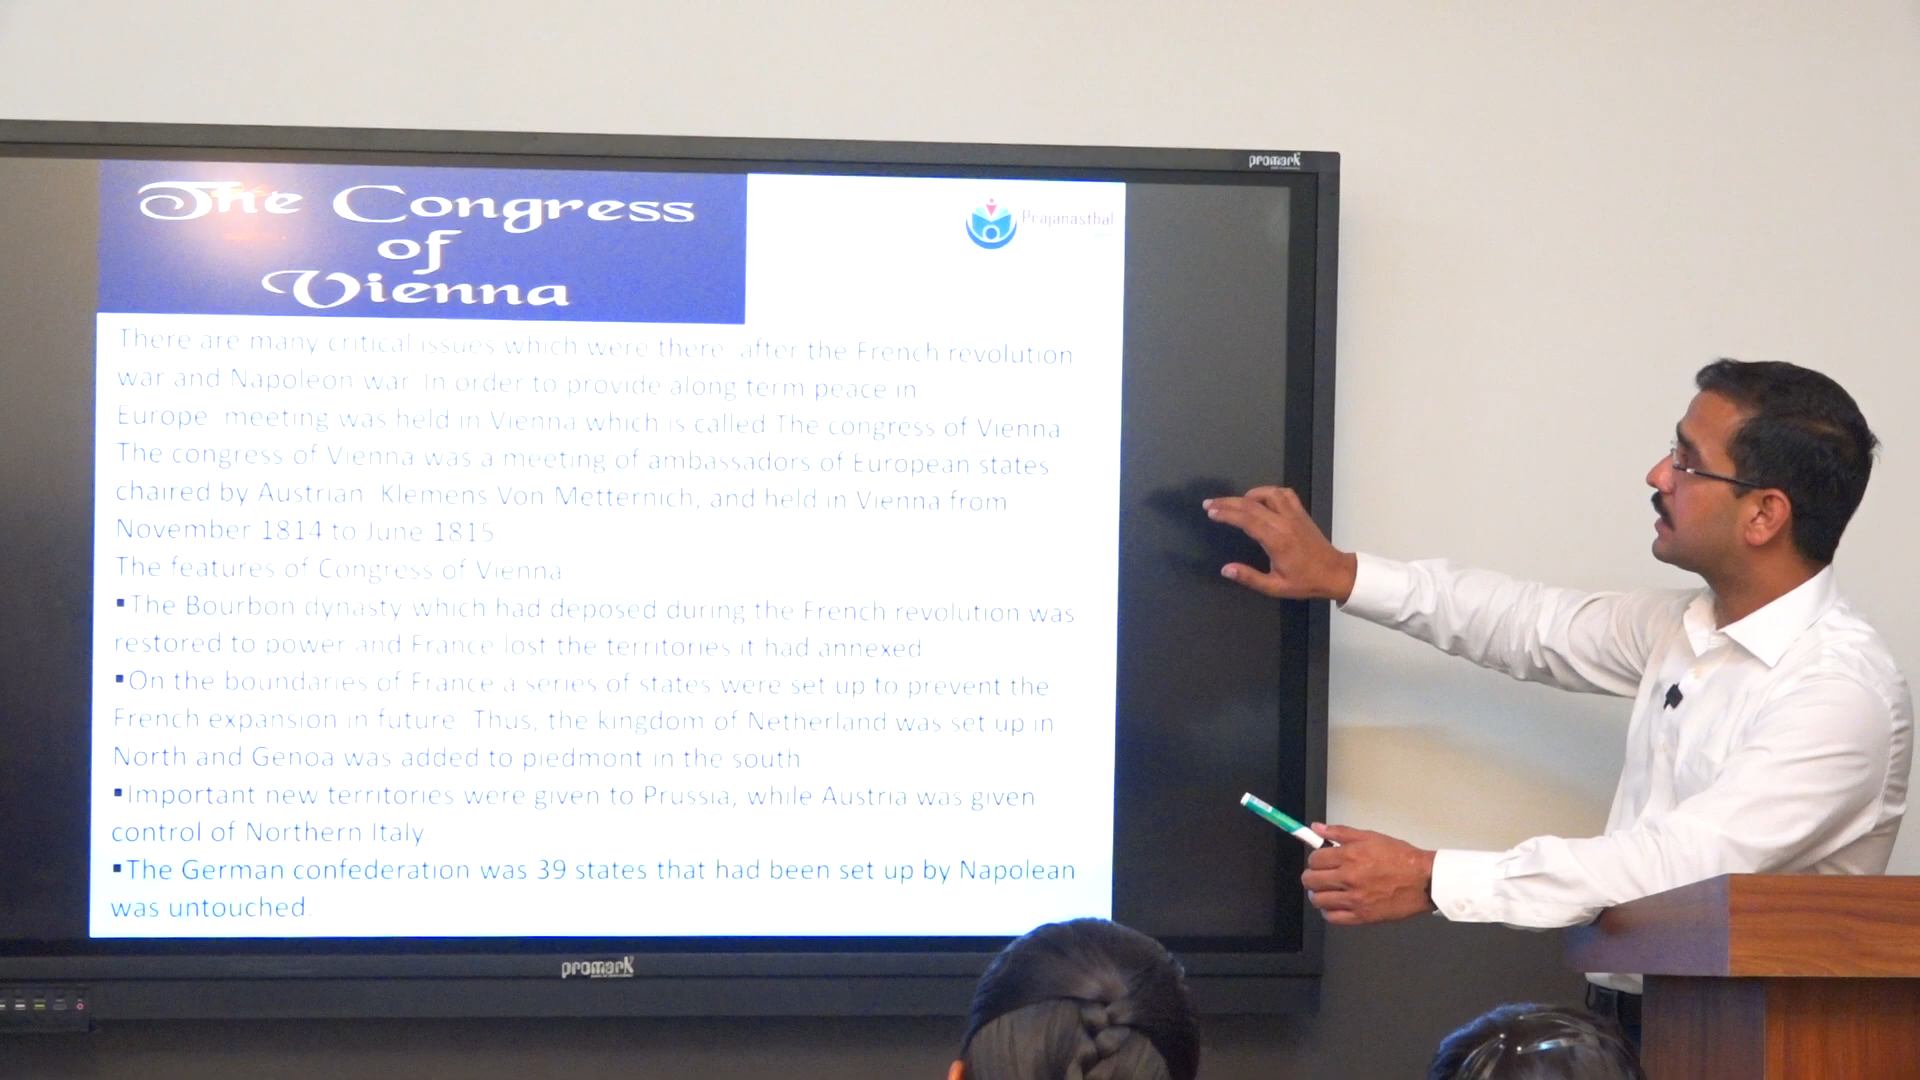 promark
The Congress
of
Vienna
Prajanasthal
There are many critical issues which were there after the French revolution
war and Napoleon war. In order to provide along term peace in
Europe meeting was held in Vienna which is called The congress of Vienna
The congress of Vienna was a meeting of ambassadors of European states
chaired by Austrian Klemens Von Metternich, and held in Vienna from
November 1814 to June 1815
The features of Congress of Vienna
▪The Bourbon dynasty which had deposed during the French revolution was
restored to power and France lost the territories it had annexed
▪On the boundaries of France a series of states were set up to prevent the
French expansion in future. Thus, the kingdom of Netherland was set up in
North and Genoa was added to piedmont in the south
▪Important new territories were given to Prussia, while Austria was given
control of Northern Italy
▪The German confederation was 39 states that had been set up by Napolean
was untouched.
promark